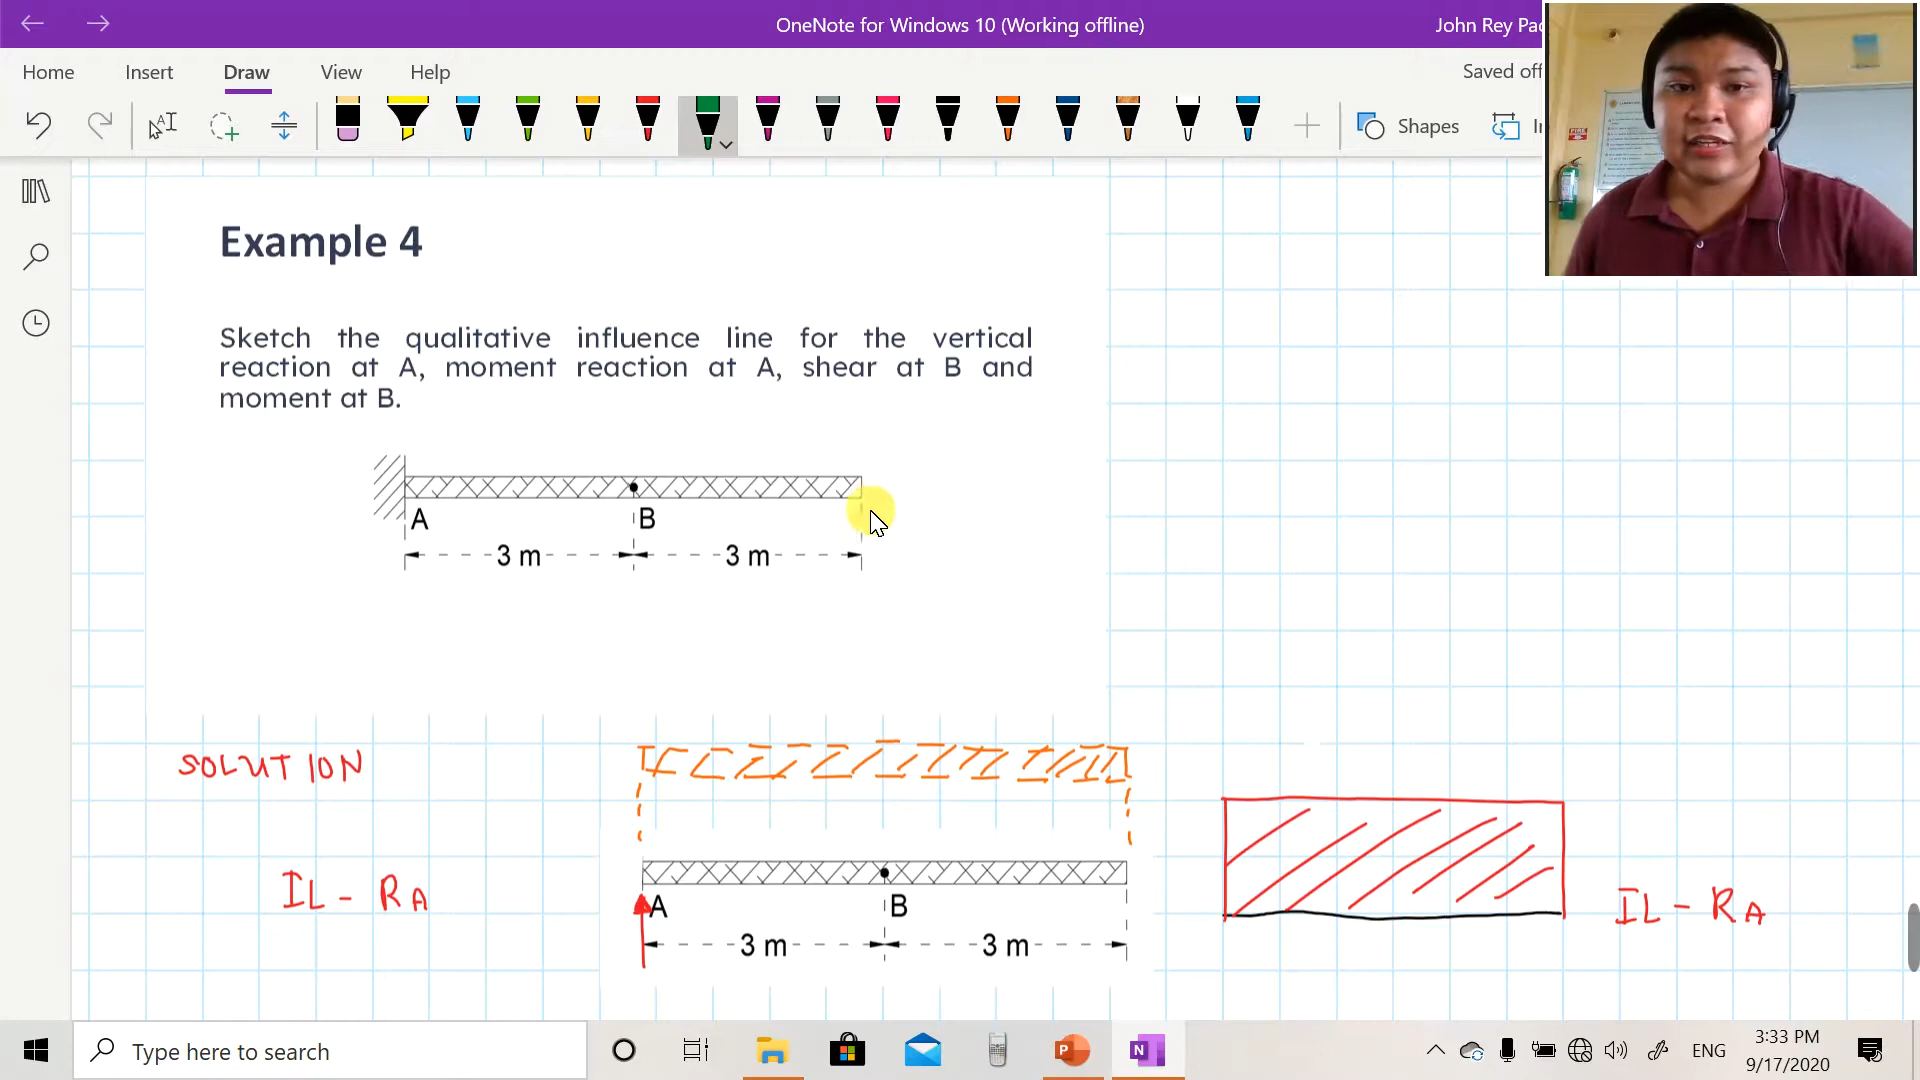 OneNote for Windows 10 (Working offline)
John Rey Pa
Home Insert Draw View Help
Saved off
Shapes
Example 4
Sketch the qualitative influence line for the vertical
reaction at A, moment reaction at A, shear at B and
moment at B.
A B
3 m 3 m
SOLUTION
IL - RA
A B
3 m 3 m
IL - RA
FIRE
Type here to search
ENG
3:33 PM
9/17/2020